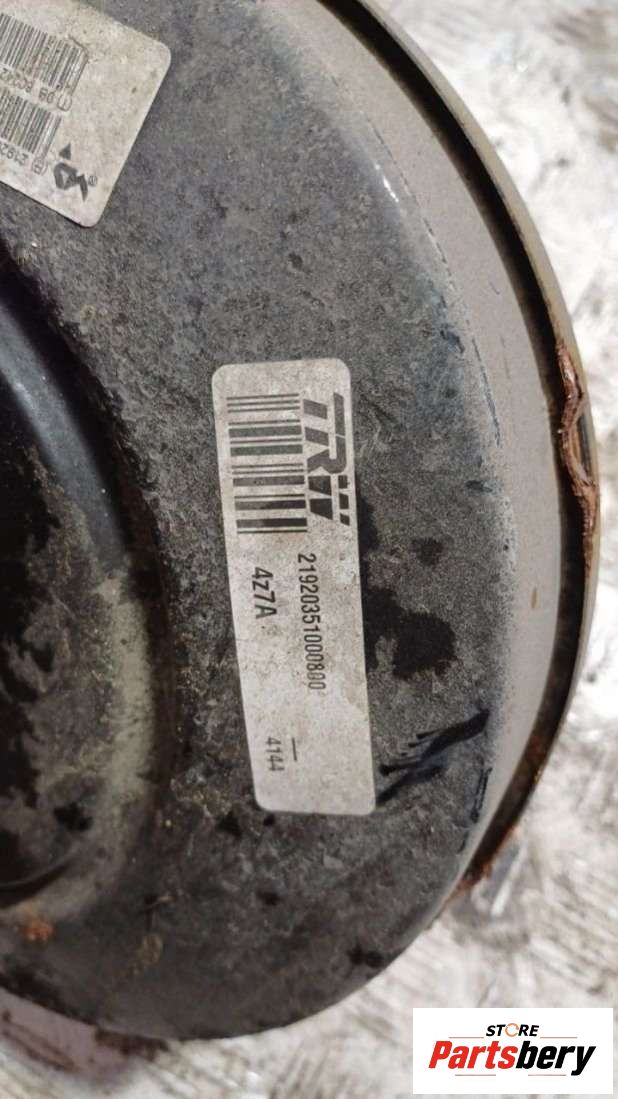 TRW
21920351000800
4z7A
4144
STORE
Partsbery